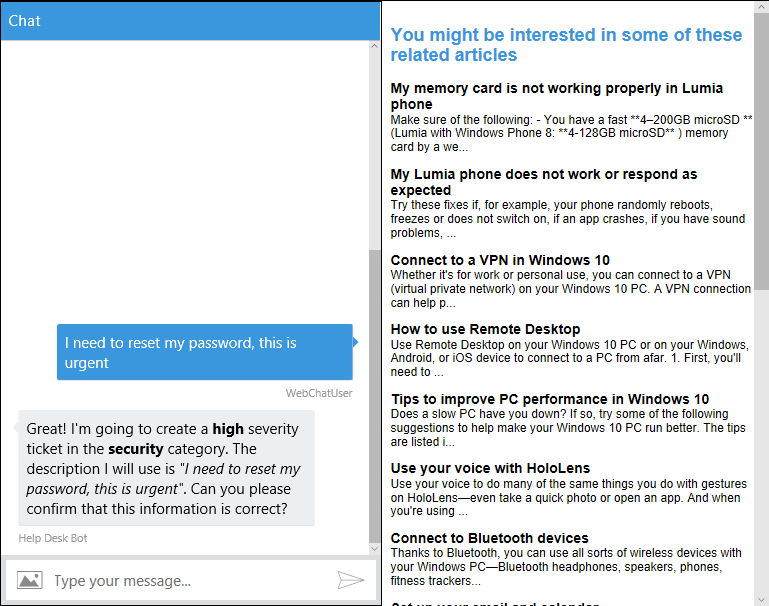 Chat
I need to reset my password, this is
urgent
WebChatUser
Great! I'm going to create a high severity
ticket in the security category. The
description I will use is "I need to reset my
password, this is urgent". Can you please
confirm that this information is correct?
Help Desk Bot
Type your message...
You might be interested in some of these
related articles
My memory card is not working properly in Lumia
phone
Make sure of the following: - You have a fast **4–200GB microSD **
(Lumia with Windows Phone 8: **4-128GB microSD** ) memory
card by a we...
My Lumia phone does not work or respond as
expected
Try these fixes if, for example, your phone randomly reboots,
freezes or does not switch on, if an app crashes, if you have sound
problems, ...
Connect to a VPN in Windows 10
Whether it's for work or personal use, you can connect to a VPN
(virtual private network) on your Windows 10 PC. A VPN connection
can help p...
How to use Remote Desktop
Use Remote Desktop on your Windows 10 PC or on your Windows,
Android, or iOS device to connect to a PC from afar. 1. First, you'll
need to ...
Tips to improve PC performance in Windows 10
Does a slow PC have you down? If so, try some of the following
suggestions to help make your Windows 10 PC run better. The tips
are listed i...
Use your voice with HoloLens
Use your voice to do many of the same things you do with gestures
on HoloLens—even take a quick photo or open an app. And when
you're using ...
Connect to Bluetooth devices
Thanks to Bluetooth, you can use all sorts of wireless devices with
your Windows PC—Bluetooth headphones, speakers, phones,
fitness trackers...
Set up your email and calendar